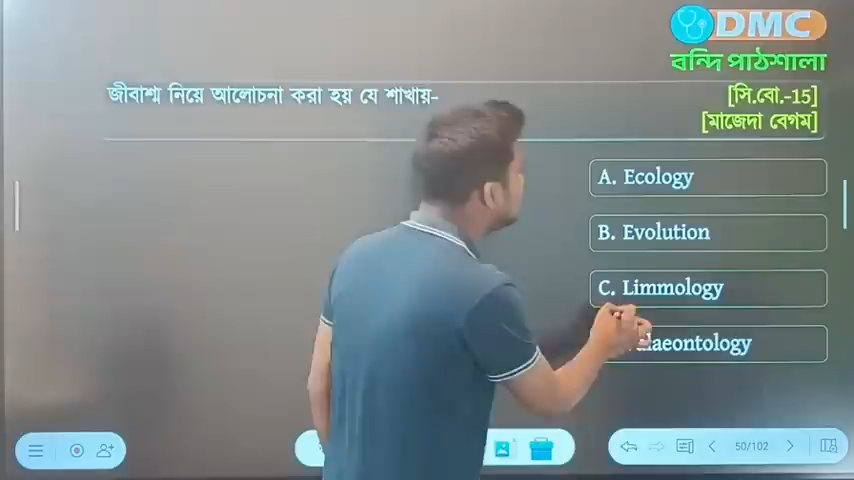 DMC
বন্দি পাঠশালা
জীবাশ্ম নিয়ে আলোচনা করা হয় যে শাখায়-
[সি.বো.-15]
[মাজেদা বেগম]
A. Ecology
B. Evolution
C. Limmology
laeontology
50/102